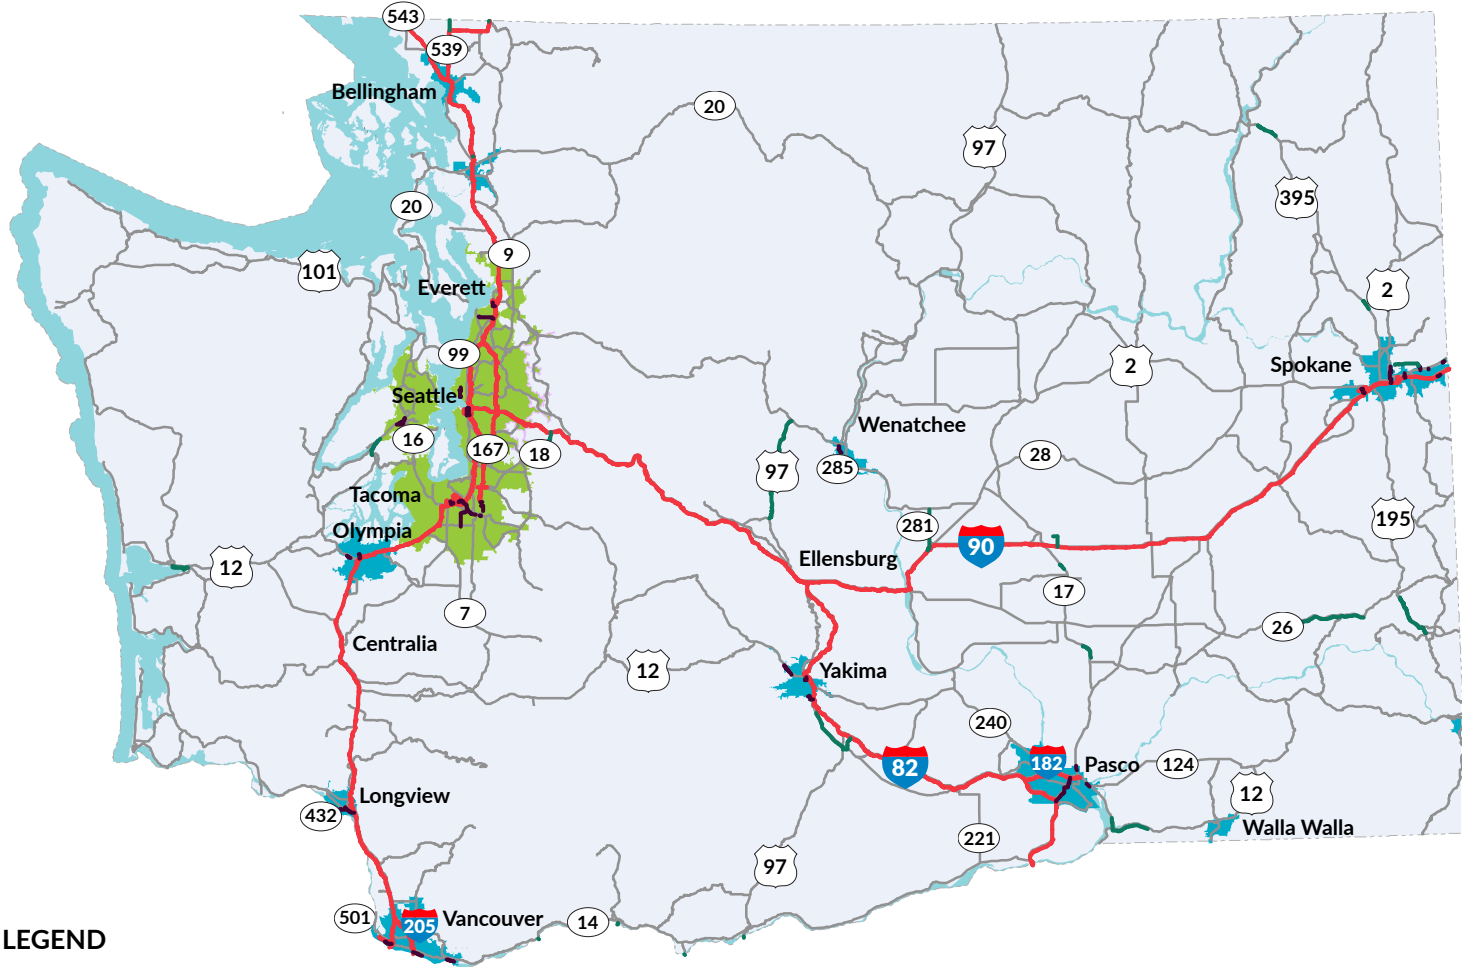 543
539
Bellingham
20
97
395
20
9
101
Everett
2
99
2
Spokane
Seattle
Wenatchee
16
167
18
97
285
28
Tacoma
281
195
Olympia
90
Ellensburg
12
17
7
26
Centralia
12
Yakima
240
82
182
Pasco
124
12
Longview
432
Walla Walla
221
97
501
205
Vancouver
14
LEGEND